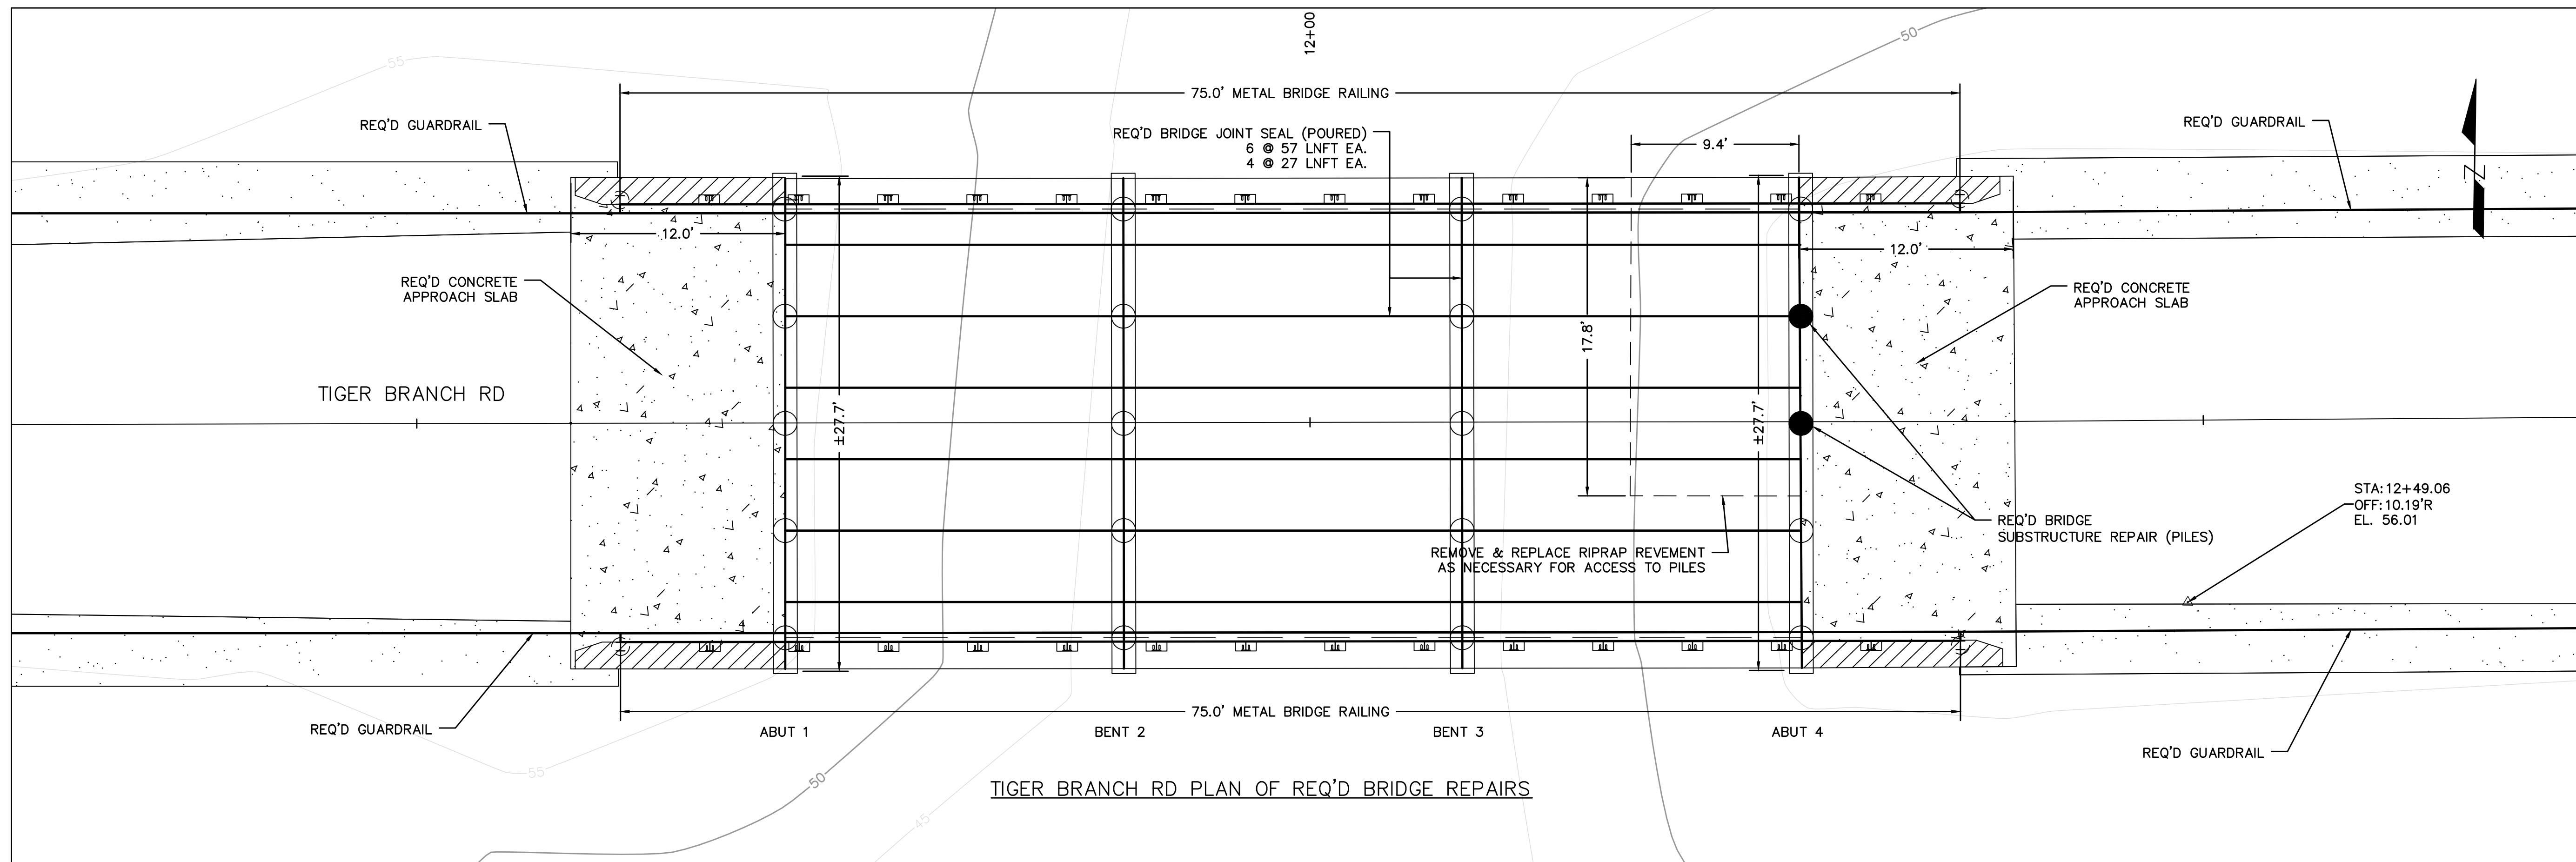 12+00
50
55
75.0' METAL BRIDGE RAILING
REQ'D GUARDRAIL
REQ'D GUARDRAIL
REQ'D BRIDGE JOINT SEAL (POURED)
6 @ 57 LNFT EA.
4 @ 27 LNFT EA.
9.4'
N
12.0'
12.0'
REQ'D CONCRETE
APPROACH SLAB
REQ'D CONCRETE
APPROACH SLAB
17.8'
TIGER BRANCH RD
±27.7'
±27.7'
STA:12+49.06
OFF:10.19'R
EL. 56.01
REQ'D BRIDGE
SUBSTRUCTURE REPAIR (PILES)
REMOVE & REPLACE RIPRAP REVEMENT
AS NECESSARY FOR ACCESS TO PILES
75.0' METAL BRIDGE RAILING
REQ'D GUARDRAIL
ABUT 1
BENT 2
BENT 3
ABUT 4
REQ'D GUARDRAIL
55
50
45
TIGER BRANCH RD PLAN OF REQ'D BRIDGE REPAIRS